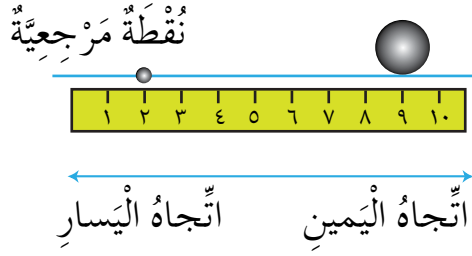 نُقْطَةٌ مَرْجِعِيَّةٌ
١ ٢ ٣ ٤ ٥ ٦ ٧ ٨ ٩ ١٠
اتِّجاهُ الْيَسارِ
اتِّجاهُ الْيَمينِ